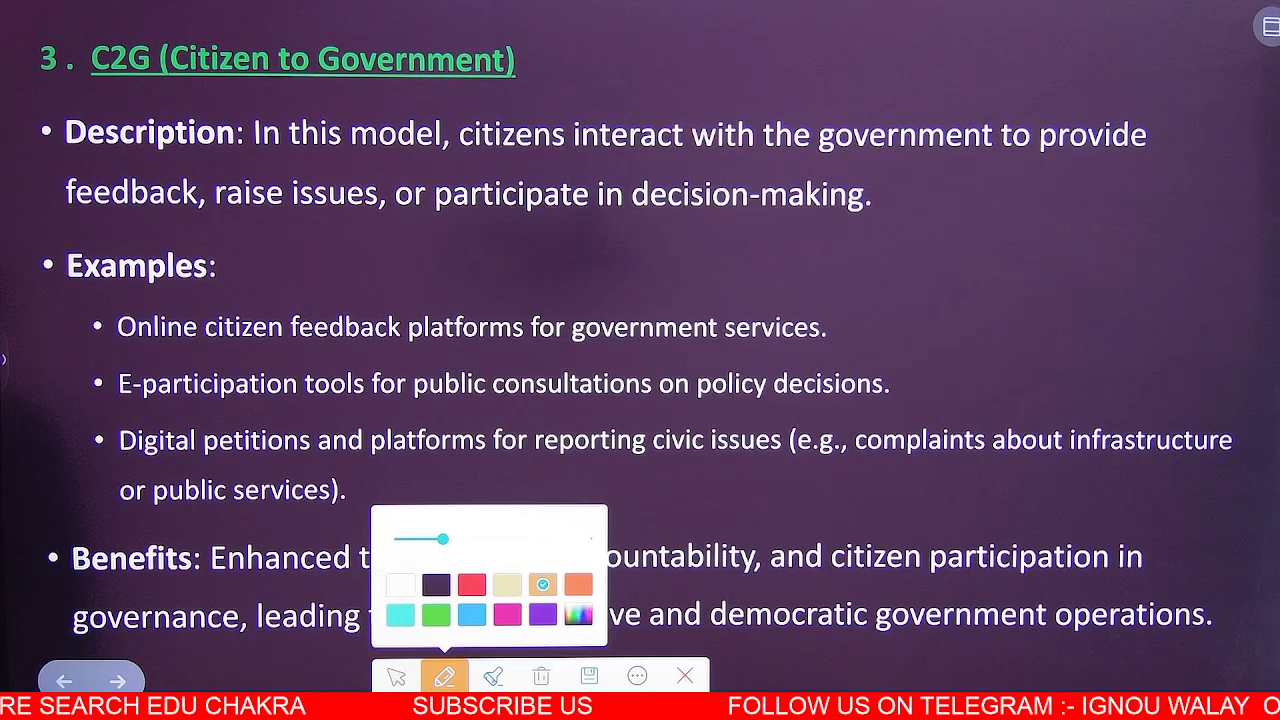 3 . C2G (Citizen to Government)
• Description: In this model, citizens interact with the government to provide
feedback, raise issues, or participate in decision-making.
• Examples:
• Online citizen feedback platforms for government services.
• E-participation tools for public consultations on policy decisions.
• Digital petitions and platforms for reporting civic issues (e.g., complaints about infrastructure
or public services).
• Benefits: Enhanced and citizen participation in
governance, leading and democratic government operations.
SEARCH EDU CHAKRA SUBSCRIBE US FOLLOW US ON TELEGRAM :- IGNOU WALAY